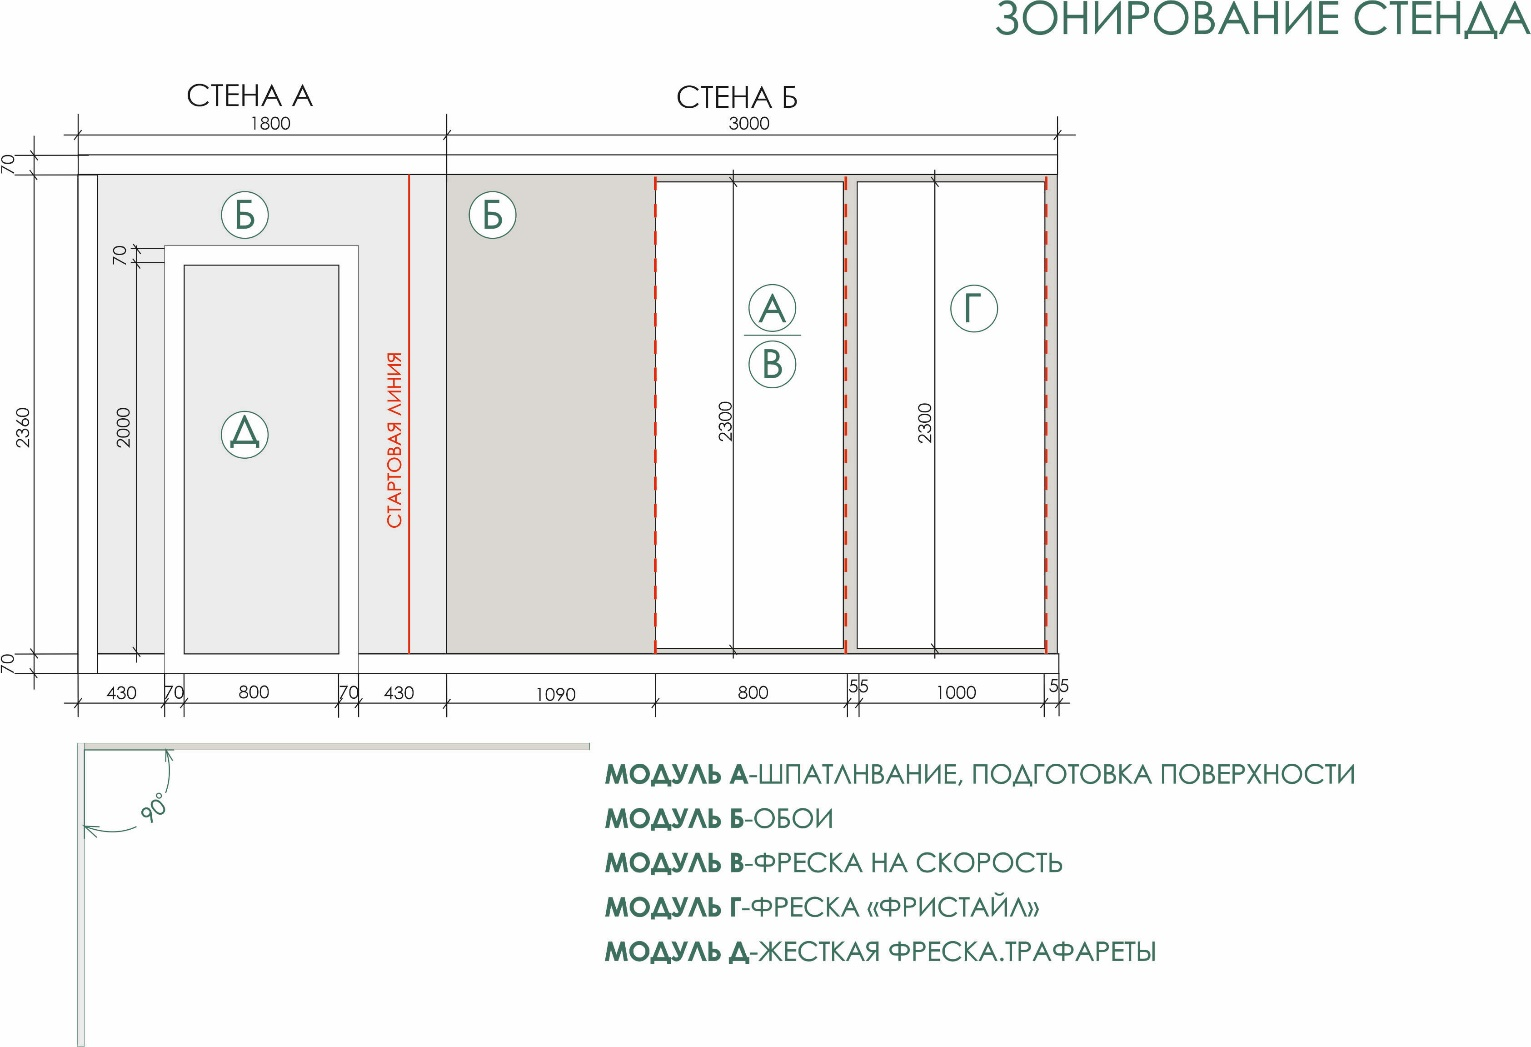 ЗОНИРОВАНИЕ СТЕНДА
СТЕНА А
СТЕНА Б
1800
3000
70
Б
Б
70
А
Г
В
2360
2000
Д
СТАРТОВАЯ ЛИНИЯ
2300
2300
70
430
70
800
70
430
1090
800
55
1000
55
90°
МОДУЛЬ А-ШПАТЛНВАНИЕ, ПОДГОТОВКА ПОВЕРХНОСТИ
МОДУЛЬ Б-ОБОИ
МОДУЛЬ В-ФРЕСКА НА СКОРОСТЬ
МОДУЛЬ Г-ФРЕСКА «ФРИСТАЙЛ»
МОДУЛЬ Д-ЖЕСТКАЯ ФРЕСКА.ТРАФАРЕТЫ